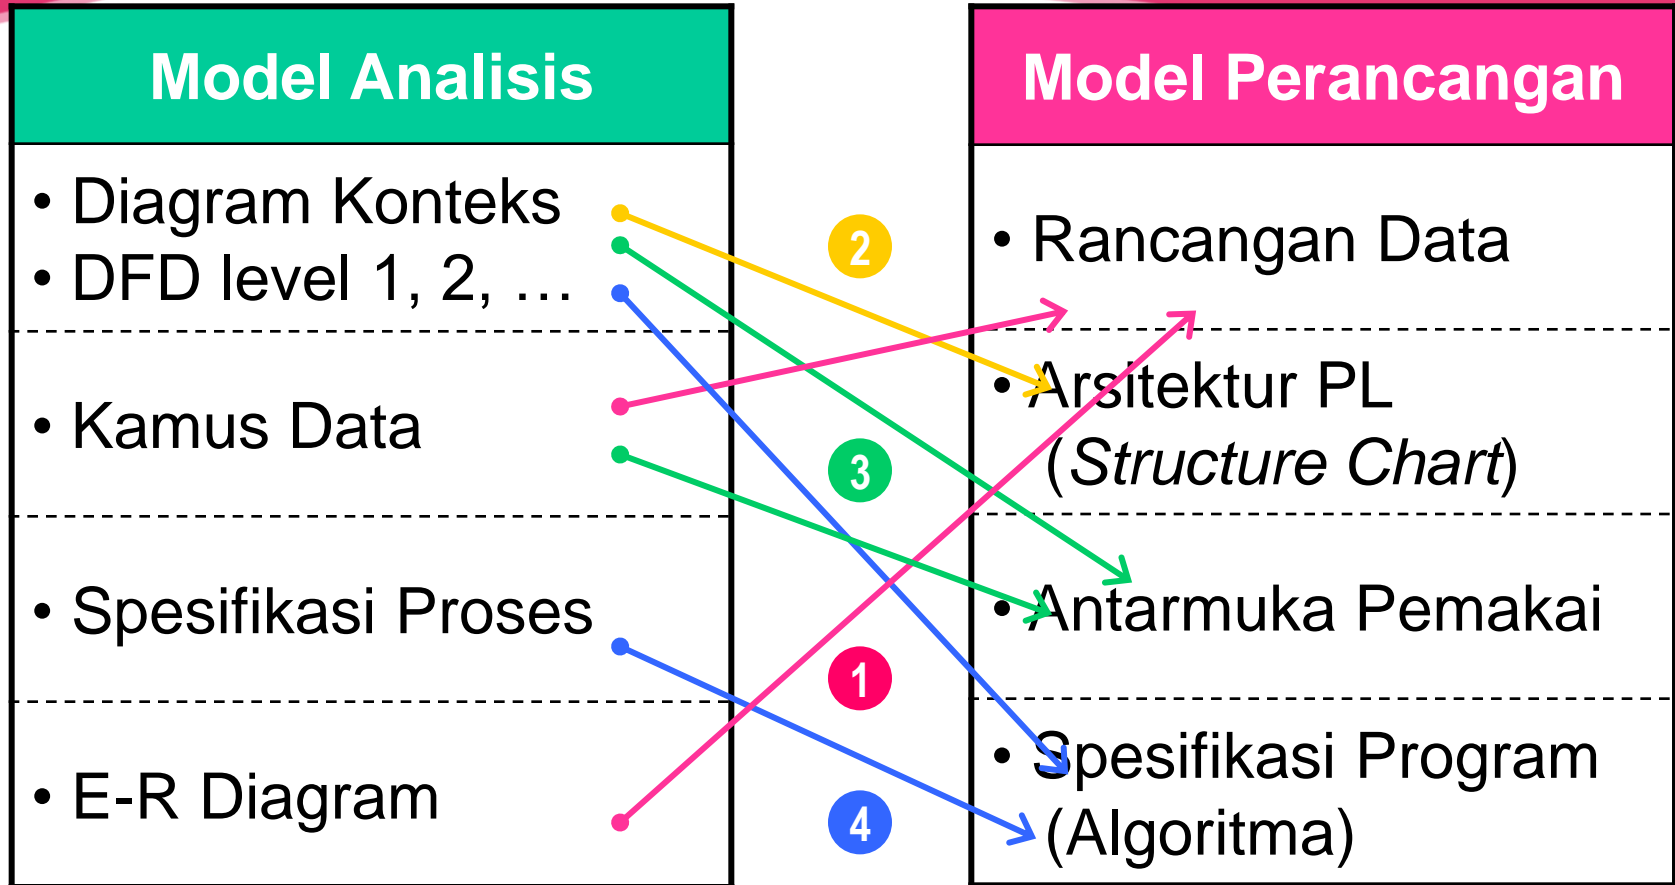 Model Analisis
• Diagram Konteks
• DFD level 1, 2, …
• Kamus Data
• Spesifikasi Proses
• E-R Diagram
2
3
1
4
Model Perancangan
• Rancangan Data
• Arsitektur PL
(Structure Chart)
• Antarmuka Pemakai
• Spesifikasi Program
(Algoritma)